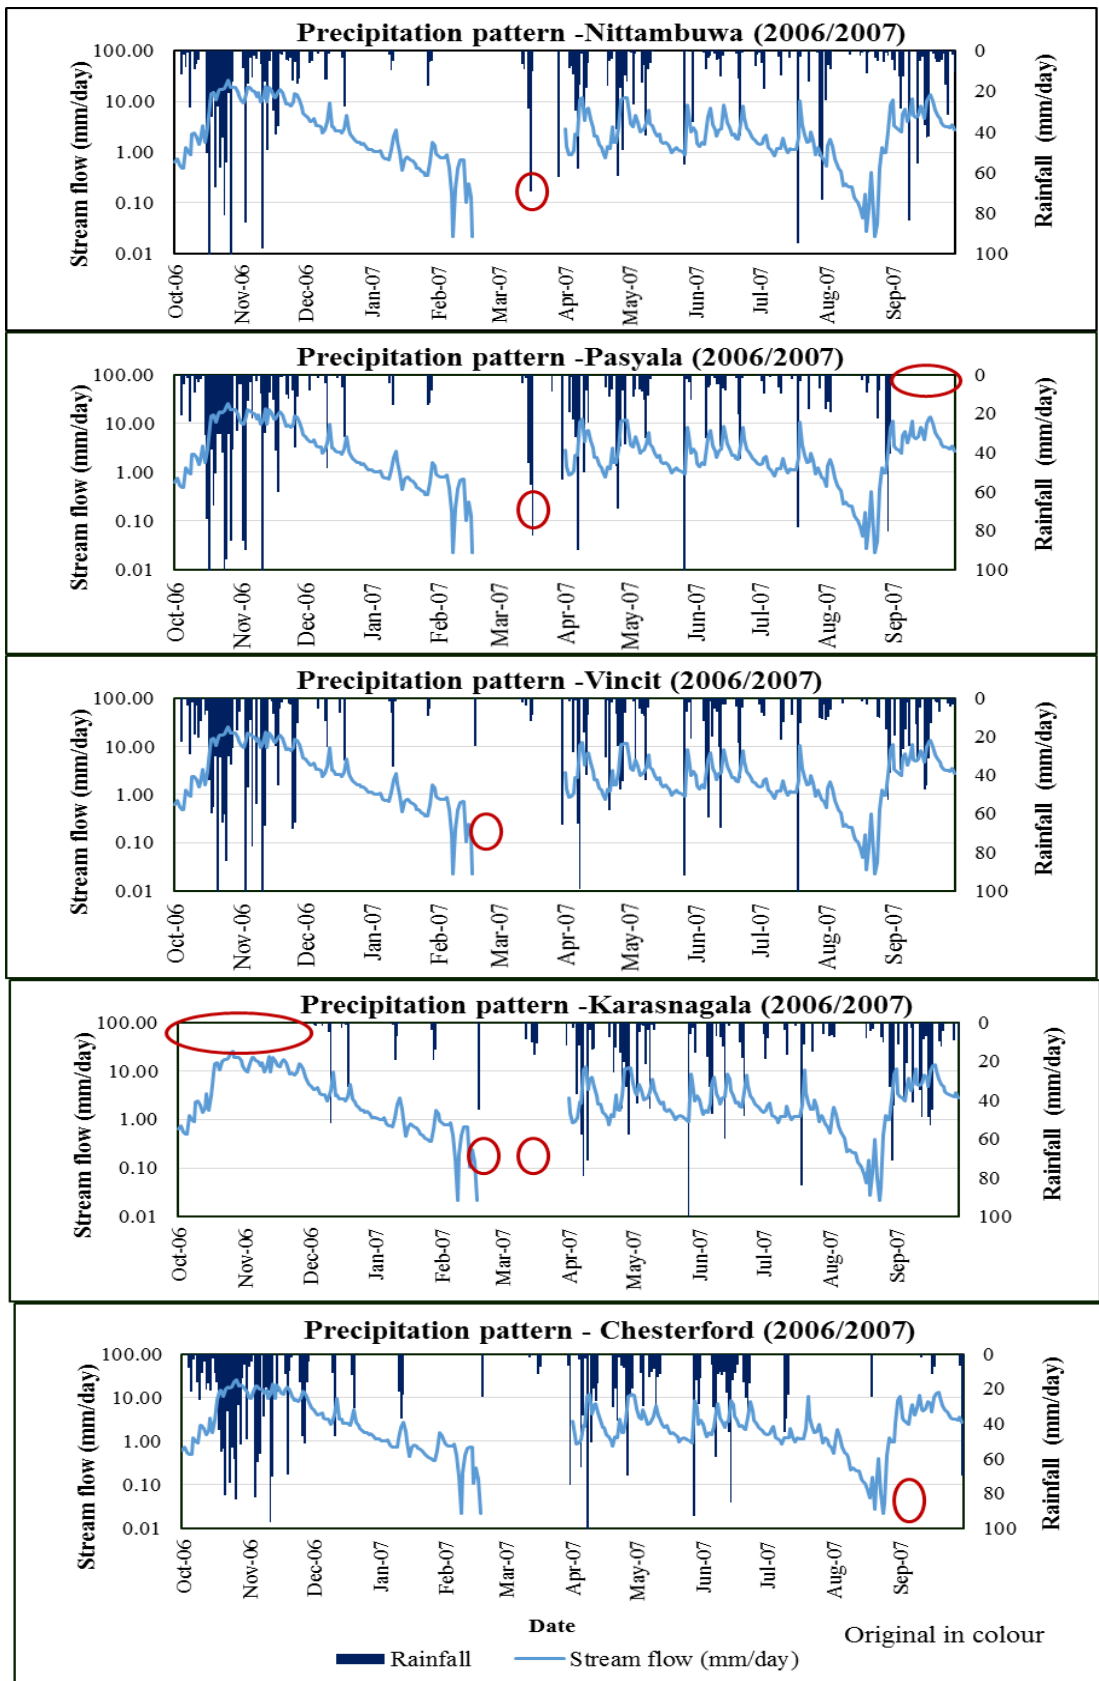 Precipitation pattern -Nittambuwa (2006/2007)
Stream flow (mm/day)
100.00
10.00
1.00
0.10
0.01
0
20
40
60
80
100
Rainfall (mm/day)
Oct-06
Nov-06
Dec-06
Jan-07
Feb-07
Mar-07
Apr-07
May-07
Jun-07
Jul-07
Aug-07
Sep-07
Precipitation pattern -Pasyala (2006/2007)
Stream flow (mm/day)
100.00
10.00
1.00
0.10
0.01
0
20
40
60
80
100
Rainfall (mm/day)
Oct-06
Nov-06
Dec-06
Jan-07
Feb-07
Mar-07
Apr-07
May-07
Jun-07
Jul-07
Aug-07
Sep-07
Precipitation pattern -Vincit (2006/2007)
Stream flow (mm/day)
100.00
10.00
1.00
0.10
0.01
0
20
40
60
80
100
Rainfall (mm/day)
Oct-06
Nov-06
Dec-06
Jan-07
Feb-07
Mar-07
Apr-07
May-07
Jun-07
Jul-07
Aug-07
Sep-07
Precipitation pattern -Karasnagala (2006/2007)
Stream flow (mm/day)
100.00
10.00
1.00
0.10
0.01
0
20
40
60
80
100
Rainfall (mm/day)
Oct-06
Nov-06
Dec-06
Jan-07
Feb-07
Mar-07
Apr-07
May-07
Jun-07
Jul-07
Aug-07
Sep-07
Precipitation pattern - Chesterford (2006/2007)
Stream flow (mm/day)
100.00
10.00
1.00
0.10
0.01
0
20
40
60
80
100
Rainfall (mm/day)
Oct-06
Nov-06
Dec-06
Jan-07
Feb-07
Mar-07
Apr-07
May-07
Jun-07
Jul-07
Aug-07
Sep-07
Date
Original in colour
Rainfall
Stream flow (mm/day)